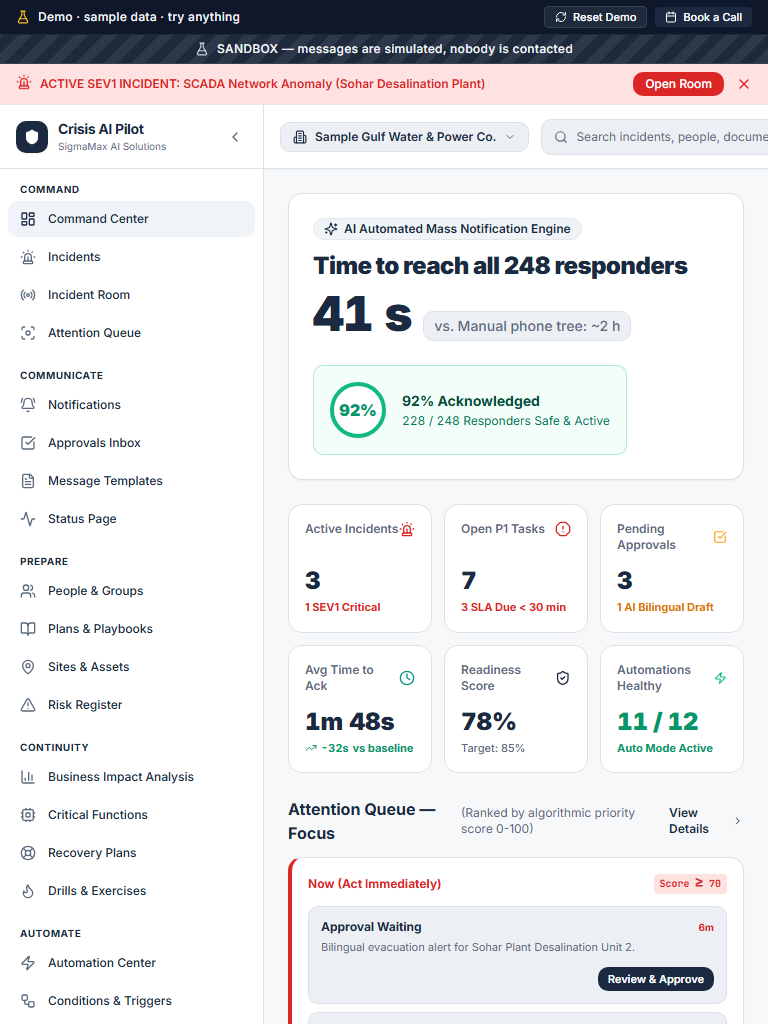 Demo · sample data · try anything
Reset Demo
Book a Call
SANDBOX — messages are simulated, nobody is contacted
ACTIVE SEV1 INCIDENT: SCADA Network Anomaly (Sohar Desalination Plant)
Open Room
Crisis AI Pilot
SigmaMax AI Solutions
Sample Gulf Water & Power Co.
Search incidents, people, docume
COMMAND
Command Center
Incidents
Incident Room
Attention Queue
COMMUNICATE
Notifications
Approvals Inbox
Message Templates
Status Page
PREPARE
People & Groups
Plans & Playbooks
Sites & Assets
Risk Register
CONTINUITY
Business Impact Analysis
Critical Functions
Recovery Plans
Drills & Exercises
AUTOMATE
Automation Center
Conditions & Triggers
AI Automated Mass Notification Engine
Time to reach all 248 responders
41 s
vs. Manual phone tree: ~2 h
92%
92% Acknowledged
228 / 248 Responders Safe & Active
Active Incidents
3
1 SEV1 Critical
Open P1 Tasks
7
3 SLA Due < 30 min
Pending
Approvals
3
1 AI Bilingual Draft
Avg Time to
Ack
1m 48s
-32s vs baseline
Readiness
Score
78%
Target: 85%
Automations
Healthy
11 / 12
Auto Mode Active
Attention Queue —
Focus
(Ranked by algorithmic priority
score 0-100)
View
Details
Now (Act Immediately)
Score ≥ 70
Approval Waiting
6m
Bilingual evacuation alert for Sohar Plant Desalination Unit 2.
Review & Approve